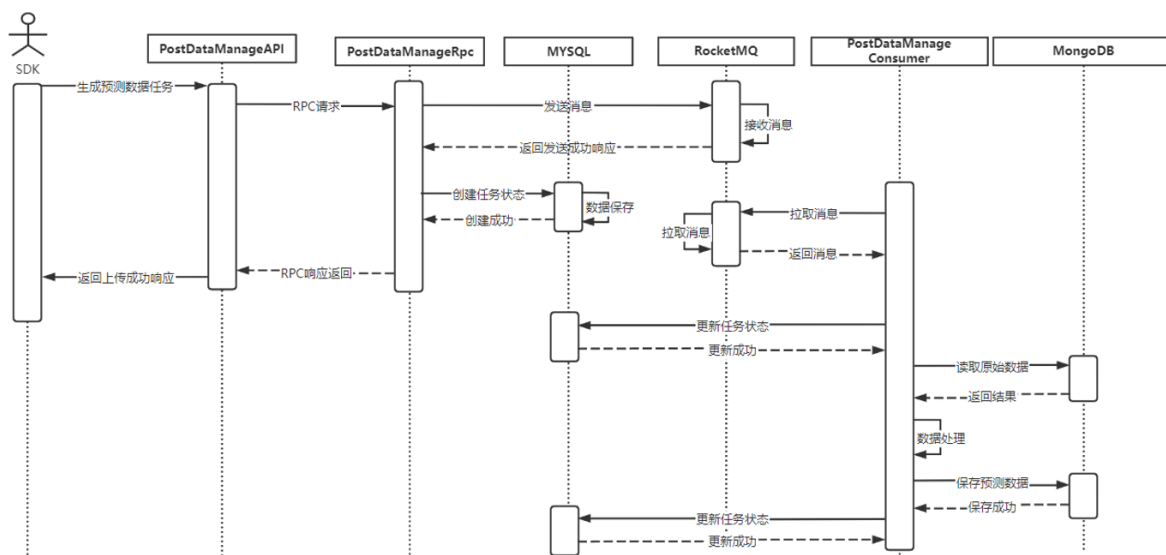 SDK
PostDataManageAPI
PostDataManageRpc
MYSQL
RocketMQ
PostDataManage
Consumer
MongoDB
生成预测数据任务
RPC请求
发送消息
接收消息
返回发送成功响应
创建任务状态
数据保存
创建成功
拉取消息
拉取消息
返回消息
RPC响应返回
返回上传成功响应
更新任务状态
更新成功
读取原始数据
返回结果
数据处理
保存预测数据
保存成功
更新任务状态
更新成功